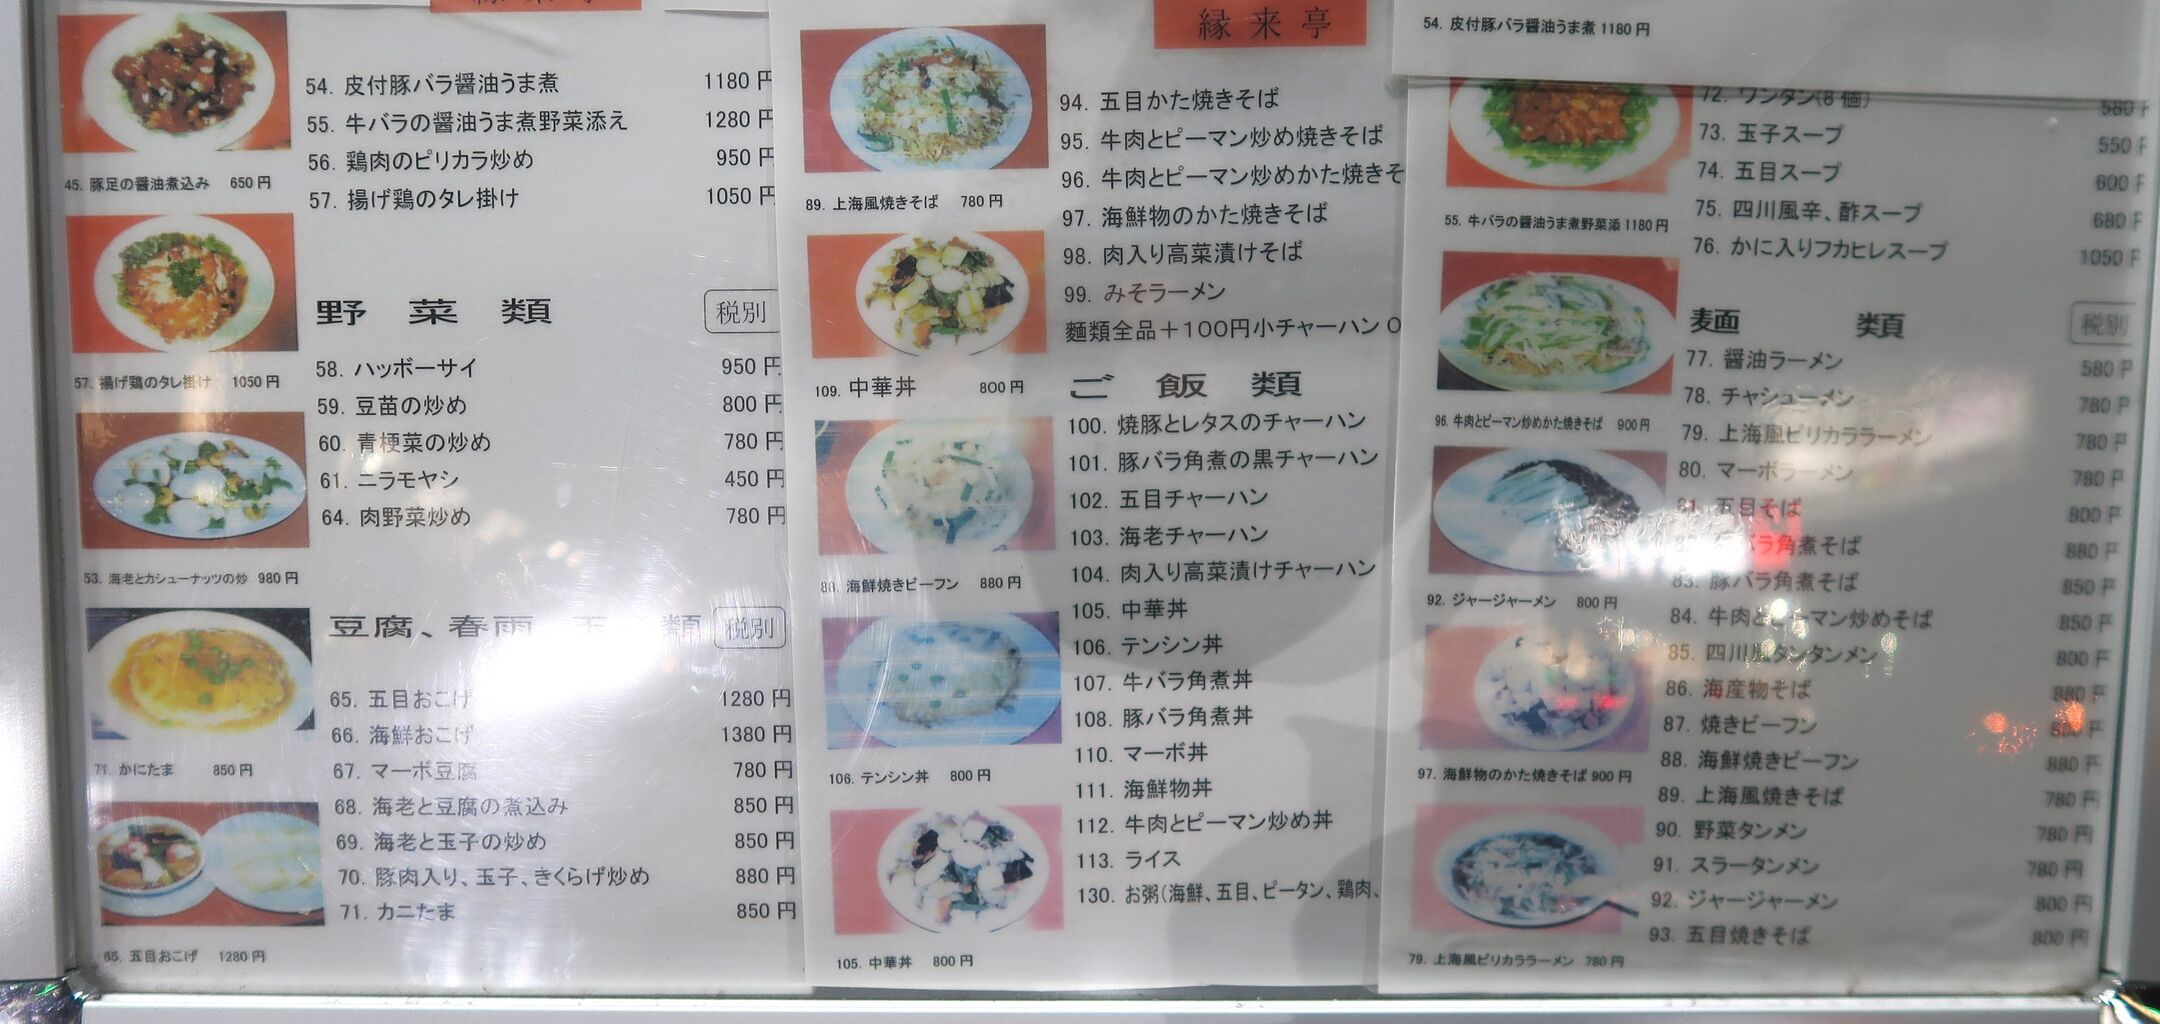 縁来亭
45. 豚足の醤油煮込み 650円
57. 揚げ鶏のタレ掛け 1050円
53. 海老とカシューナッツの炒 980円
71. かにたま 850円
65. 五目おこげ 1280円
54. 皮付豚バラ醤油うま煮 1180円
55. 牛バラの醤油うま煮野菜添え 1280円
56. 鶏肉のピリカラ炒め 950円
57. 揚げ鶏のタレ掛け 1050円
野菜類 税別
58. ハッボーサイ 950円
59. 豆苗の炒め 800円
60. 青梗菜の炒め 780円
61. ニラモヤシ 450円
64. 肉野菜炒め 780円
豆腐、春雨 類 税別
65. 五目おこげ 1280円
66. 海鮮おこげ 1380円
67. マーボ豆腐 780円
68. 海老と豆腐の煮込み 850円
69. 海老と玉子の炒め 850円
70. 豚肉入り、玉子、きくらげ炒め 880円
71. カニたま 850円
縁来亭
89. 上海風焼きそば 780円
109. 中華丼 800円
88. 海鮮焼きビーフン 880円
106. テンシン丼 800円
105. 中華丼 800円
94. 五目かた焼きそば
95. 牛肉とピーマン炒め焼きそば
96. 牛肉とピーマン炒めかた焼きそ
97. 海鮮物のかた焼きそば
98. 肉入り高菜漬けそば
99. みそラーメン
麺類全品＋１００円小チャーハン
ご飯類
100. 焼豚とレタスのチャーハン
101. 豚バラ角煮の黒チャーハン
102. 五目チャーハン
103. 海老チャーハン
104. 肉入り高菜漬けチャーハン
105. 中華丼
106. テンシン丼
107. 牛バラ角煮丼
108. 豚バラ角煮丼
110. マーボ丼
111. 海鮮物丼
112. 牛肉とピーマン炒め丼
113. ライス
130. お粥(海鮮、五目、ピータン、鶏肉、
54. 皮付豚バラ醤油うま煮 1180円
55. 牛バラの醤油うま煮野菜添 1180円
96. 牛肉とピーマン炒めかた焼きそば 900円
92. ジャージャーメン 800円
97. 海鮮物のかた焼きそば 900円
79. 上海風ピリカララーメン 780円
72. ワンタン(8個) 580円
73. 玉子スープ 550円
74. 五目スープ 600円
75. 四川風辛、酢スープ 680円
76. かに入りフカヒレスープ 1050円
麺類 税別
77. 醤油ラーメン 580円
78. チャシューメン 780円
79. 上海風ピリカララーメン 780円
80. マーボラーメン 780円
81. 五目そば 800円
バラ角煮そば 880円
83. 豚バラ角煮そば 850円
84. 牛肉とピーマン炒めそば 850円
85. 四川風タンタンメン 800円
86. 海産物そば 880円
87. 焼きビーフン
88. 海鮮焼きビーフン 880円
89. 上海風焼きそば 780円
90. 野菜タンメン 780円
91. スラータンメン 780円
92. ジャージャーメン 800円
93. 五目焼きそば 800円